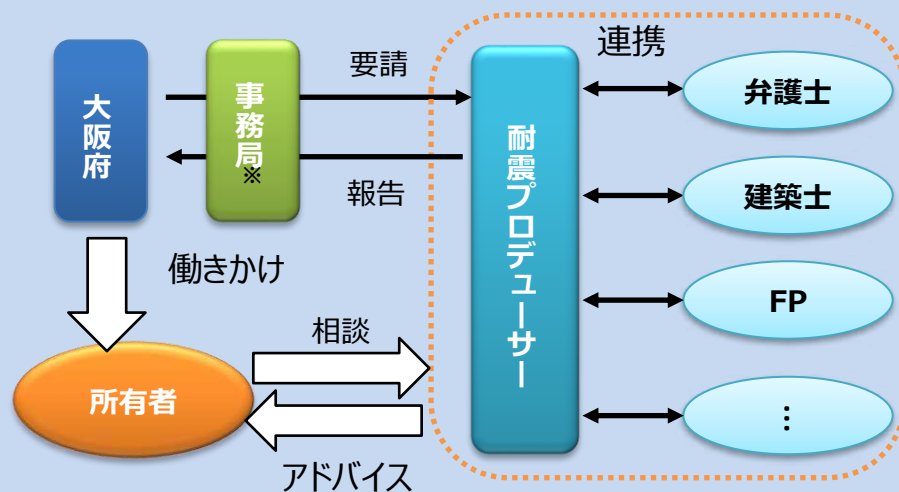 大阪府
事務局※
要請
報告
連携
耐震プロデューサー
弁護士
建築士
FP
⋮
働きかけ
所有者
相談
アドバイス